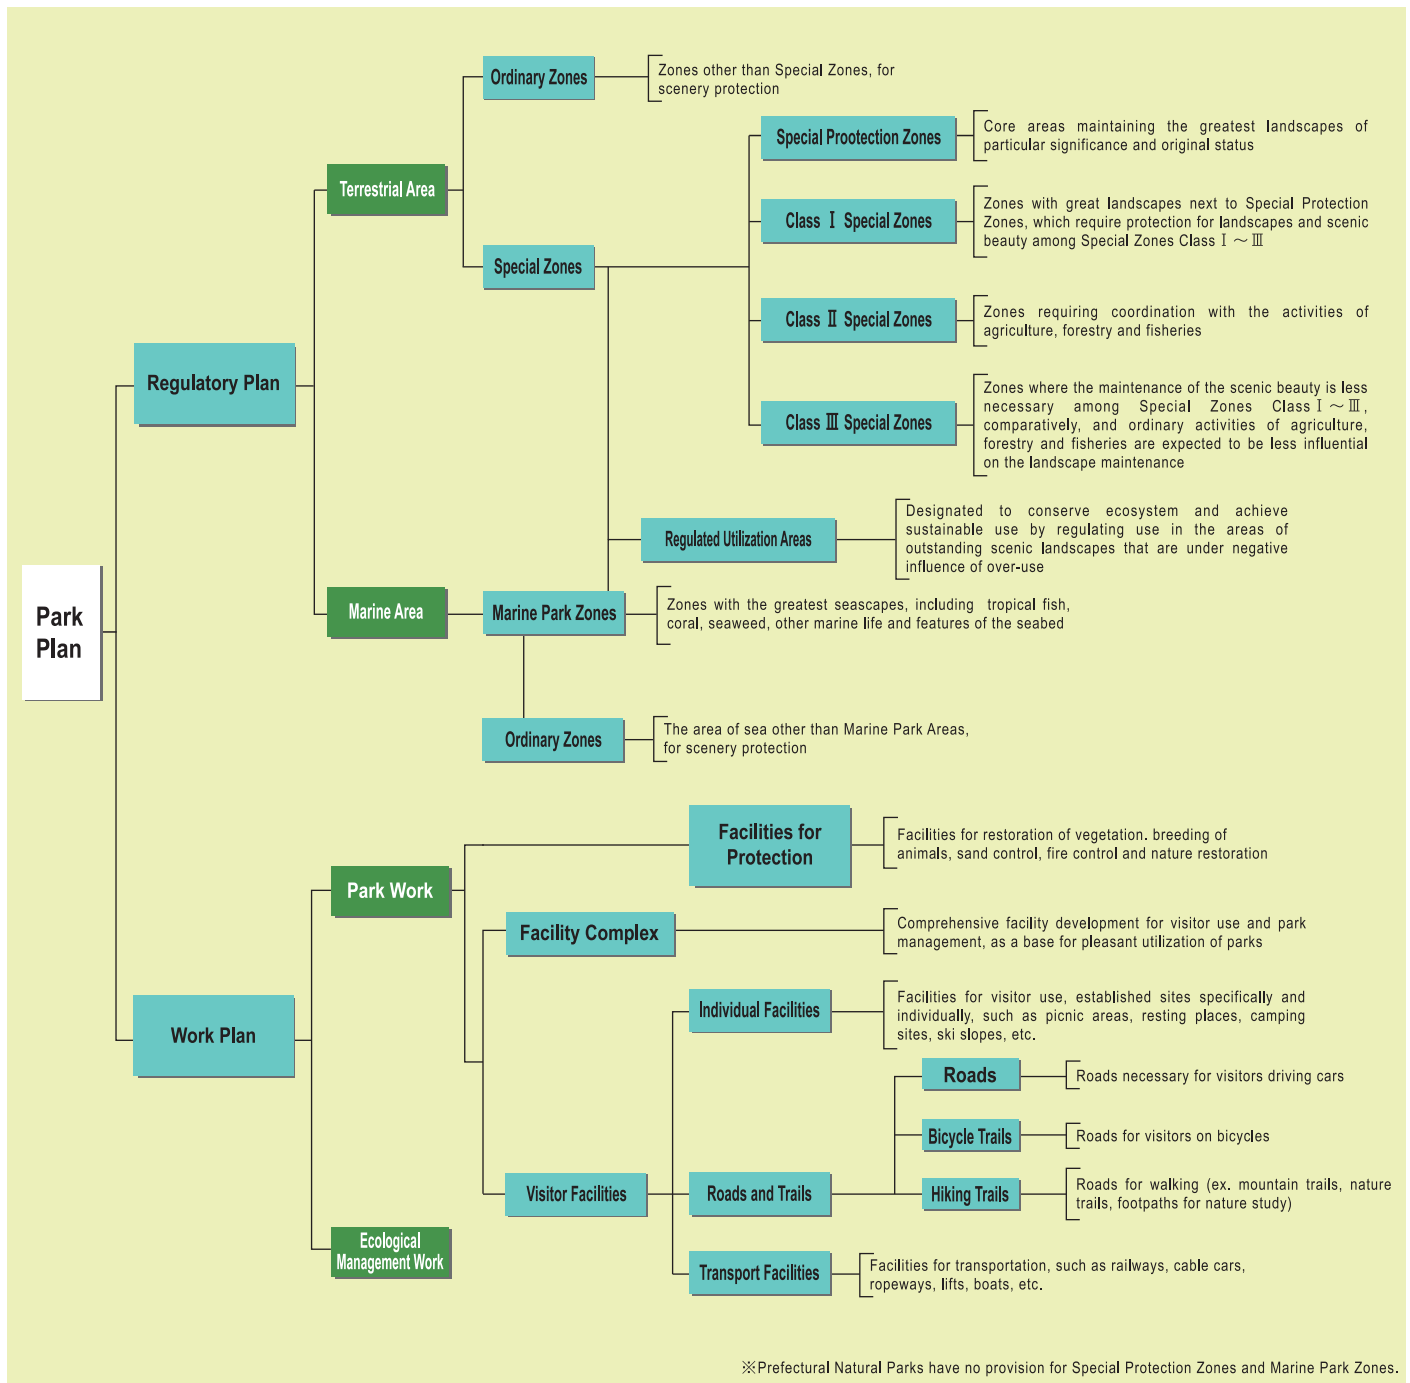 Ordinary Zones
Zones other than Special Zones, for
scenery protection
Special Prootection Zones
Core areas maintaining the greatest landscapes of
particular significance and original status
Terrestrial Area
Class Ⅰ Special Zones
Zones with great landscapes next to Special Protection
Zones, which require protection for landscapes and scenic
beauty among Special Zones Class Ⅰ～Ⅲ
Special Zones
Class Ⅱ Special Zones
Zones requiring coordination with the activities of
agriculture, forestry and fisheries
Regulatory Plan
Class Ⅲ Special Zones
Zones where the maintenance of the scenic beauty is less
necessary among Special Zones Class Ⅰ～Ⅲ,
comparatively, and ordinary activities of agriculture,
forestry and fisheries are expected to be less influential
on the landscape maintenance
Regulated Utilization Areas
Designated to conserve ecosystem and achieve
sustainable use by regulating use in the areas of
outstanding scenic landscapes that are under negative
influence of over-use
Park
Plan
Marine Area
Marine Park Zones
Zones with the greatest seascapes, including tropical fish,
coral, seaweed, other marine life and features of the seabed
Ordinary Zones
The area of sea other than Marine Park Areas,
for scenery protection
Facilities for
Protection
Facilities for restoration of vegetation. breeding of
animals, sand control, fire control and nature restoration
Park Work
Facility Complex
Comprehensive facility development for visitor use and park
management, as a base for pleasant utilization of parks
Individual Facilities
Facilities for visitor use, established sites specifically and
individually, such as picnic areas, resting places, camping
sites, ski slopes, etc.
Work Plan
Roads
Roads necessary for visitors driving cars
Bicycle Trails
Roads for visitors on bicycles
Visitor Facilities
Roads and Trails
Hiking Trails
Roads for walking (ex. mountain trails, nature
trails, footpaths for nature study)
Ecological
Management Work
Transport Facilities
Facilities for transportation, such as railways, cable cars,
ropeways, lifts, boats, etc.
※Prefectural Natural Parks have no provision for Special Protection Zones and Marine Park Zones.